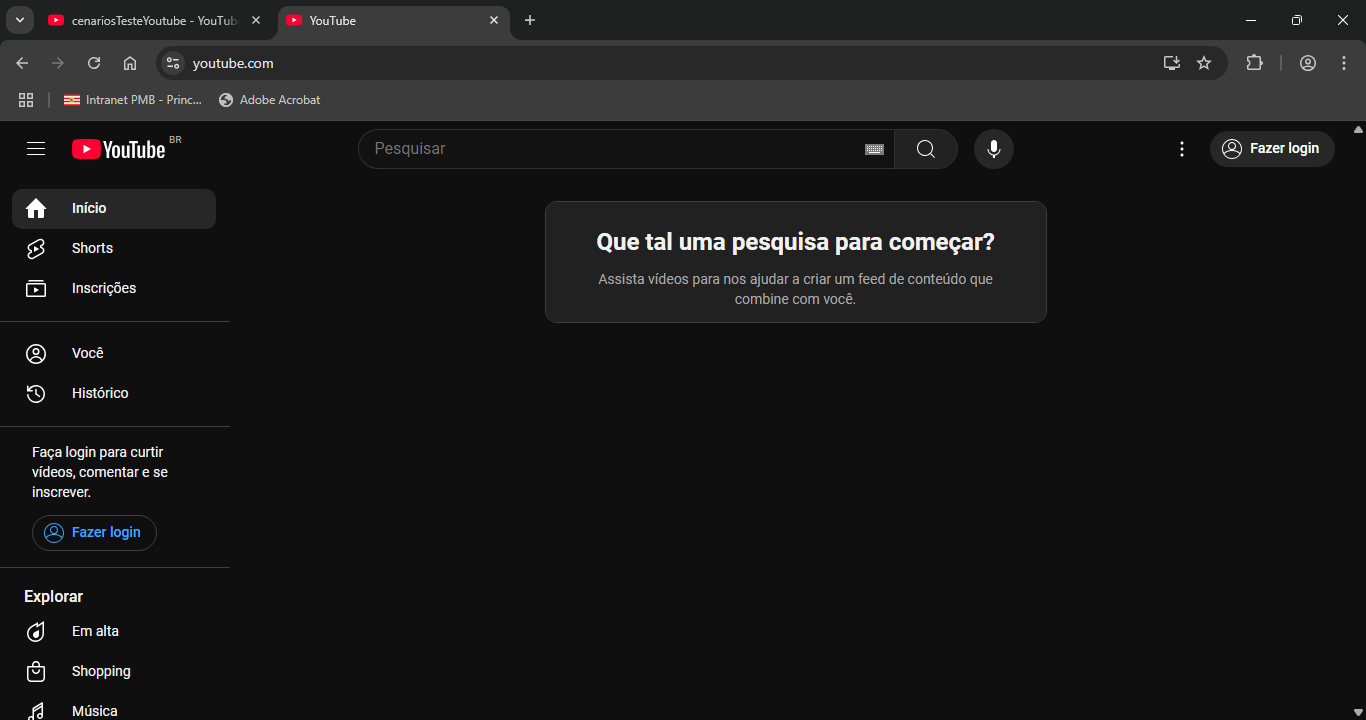 cenariosTesteYoutube - YouTub
YouTube
youtube.com
Intranet PMB - Princ...
Adobe Acrobat
YouTube BR
Pesquisar
Fazer login
Início
Shorts
Inscrições
Você
Histórico
Faça login para curtir
vídeos, comentar e se
inscrever.
Fazer login
Explorar
Em alta
Shopping
Música
Que tal uma pesquisa para começar?
Assista vídeos para nos ajudar a criar um feed de conteúdo que
combine com você.